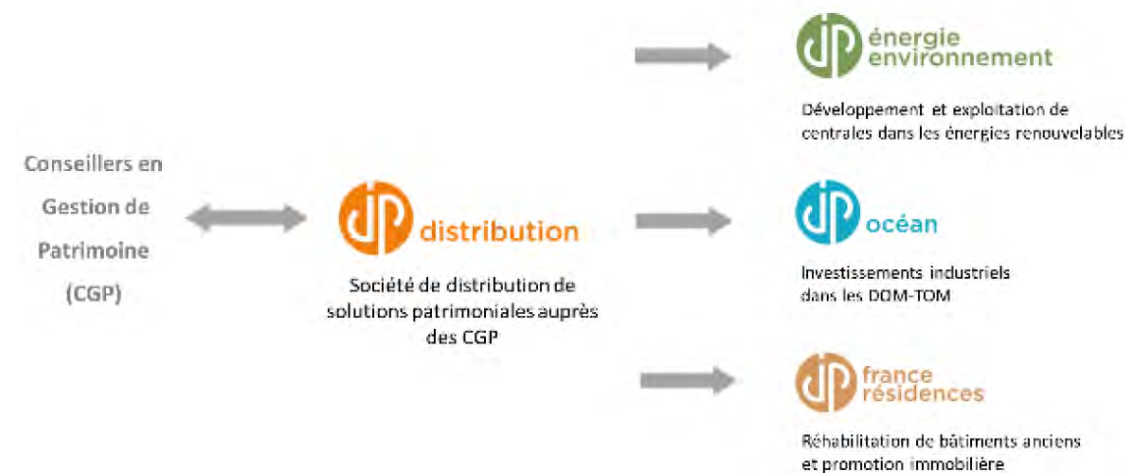 Conseillers en
Gestion de
Patrimoine
(CGP)
distribution
Société de distribution de
solutions patrimoniales auprès
des CGP
énergie
environnement
Développement et exploitation de
centrales dans les énergies renouvelables
océan
Investissements industriels
dans les DOM-TOM
france
résidences
Réhabilitation de bâtiments anciens
et promotion immobilière